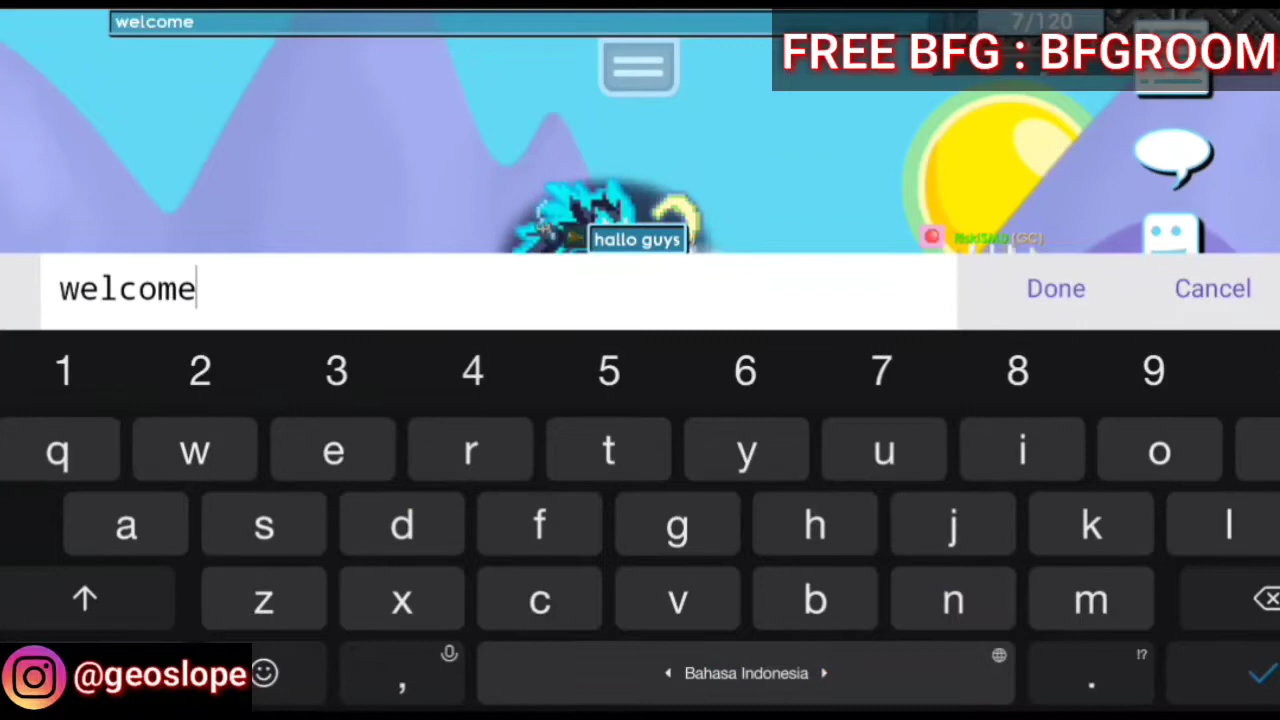 welcome
7/120
FREE BFG : BFGROOM
hallo guys
(GC)
welcome
Done
Cancel
1 2 3 4 5 6 7 8 9
q w e r t y u i o
a s d f g h j k l
z x c v b n m
@geoslope
, Bahasa Indonesia . !?